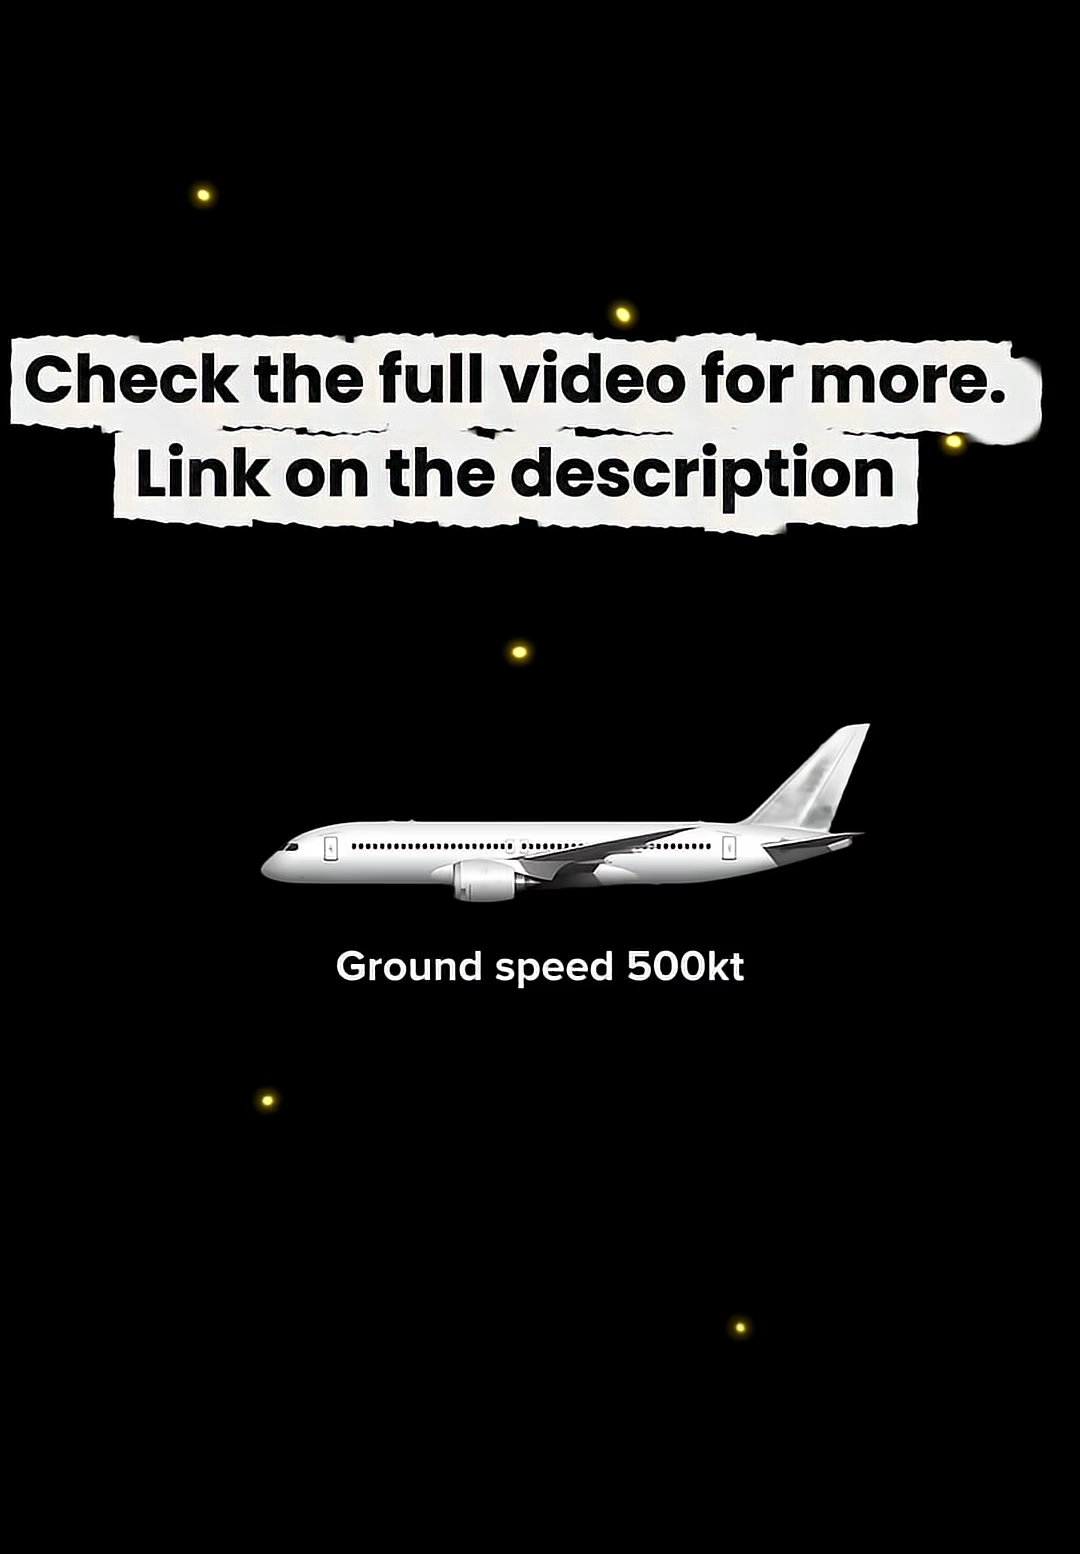 Check the full video for more.
Link on the description
Ground speed 500kt